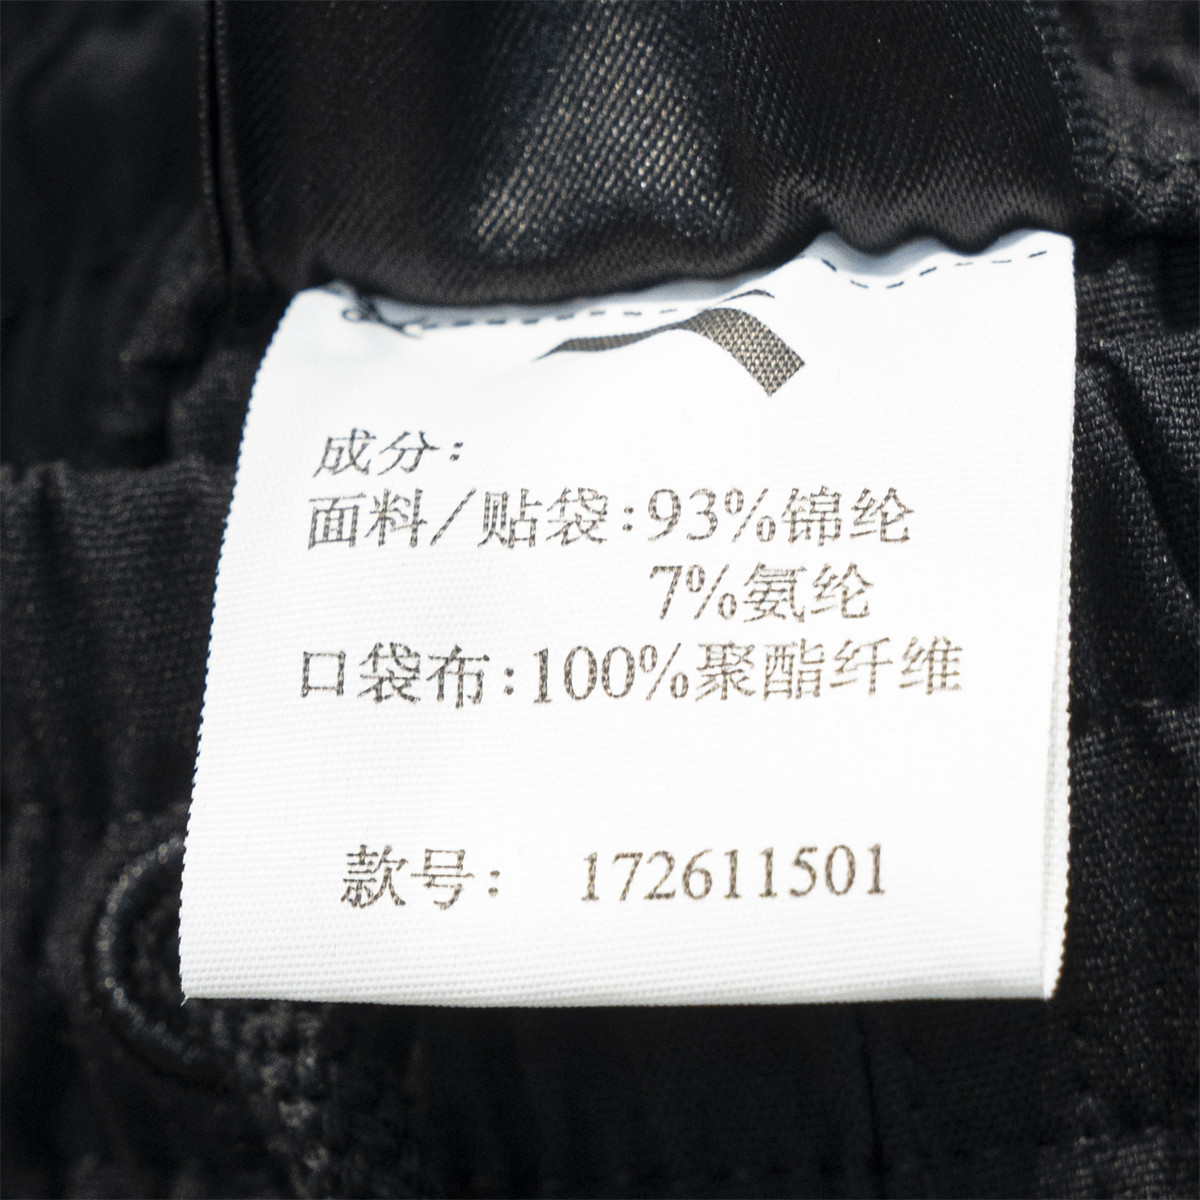 成分:
面料/贴袋:93%锦纶
7%氨纶
口袋布:100%聚酯纤维
款号: 172611501